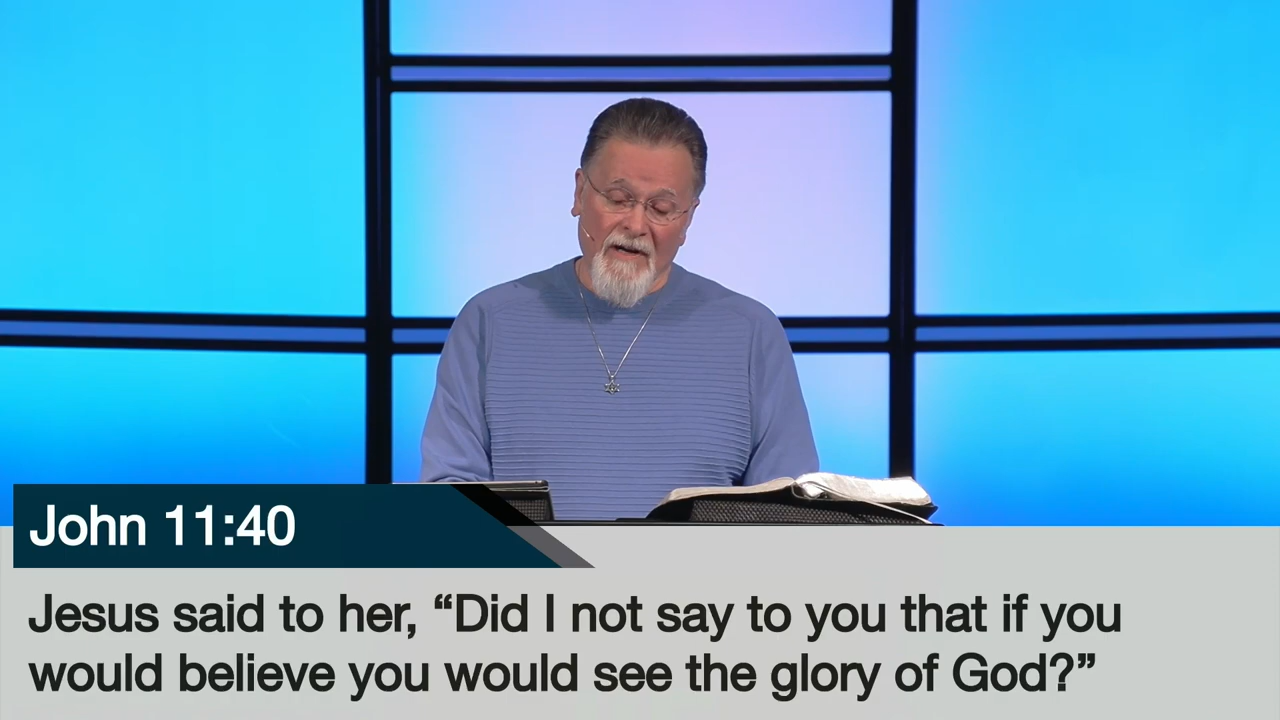 John 11:40
Jesus said to her, “Did I not say to you that if you
would believe you would see the glory of God?”